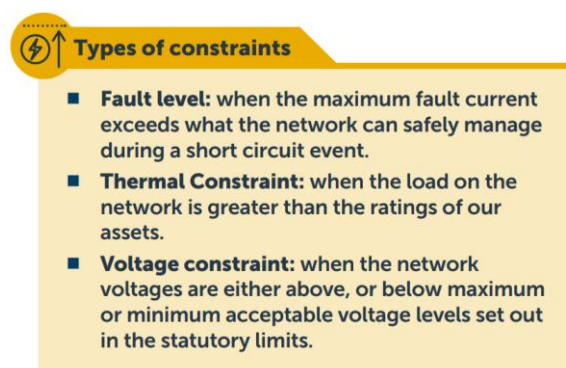 Types of constraints
■ Fault level: when the maximum fault current
exceeds what the network can safely manage
during a short circuit event.
■ Thermal Constraint: when the load on the
network is greater than the ratings of our
assets.
■ Voltage constraint: when the network
voltages are either above, or below maximum
or minimum acceptable voltage levels set out
in the statutory limits.